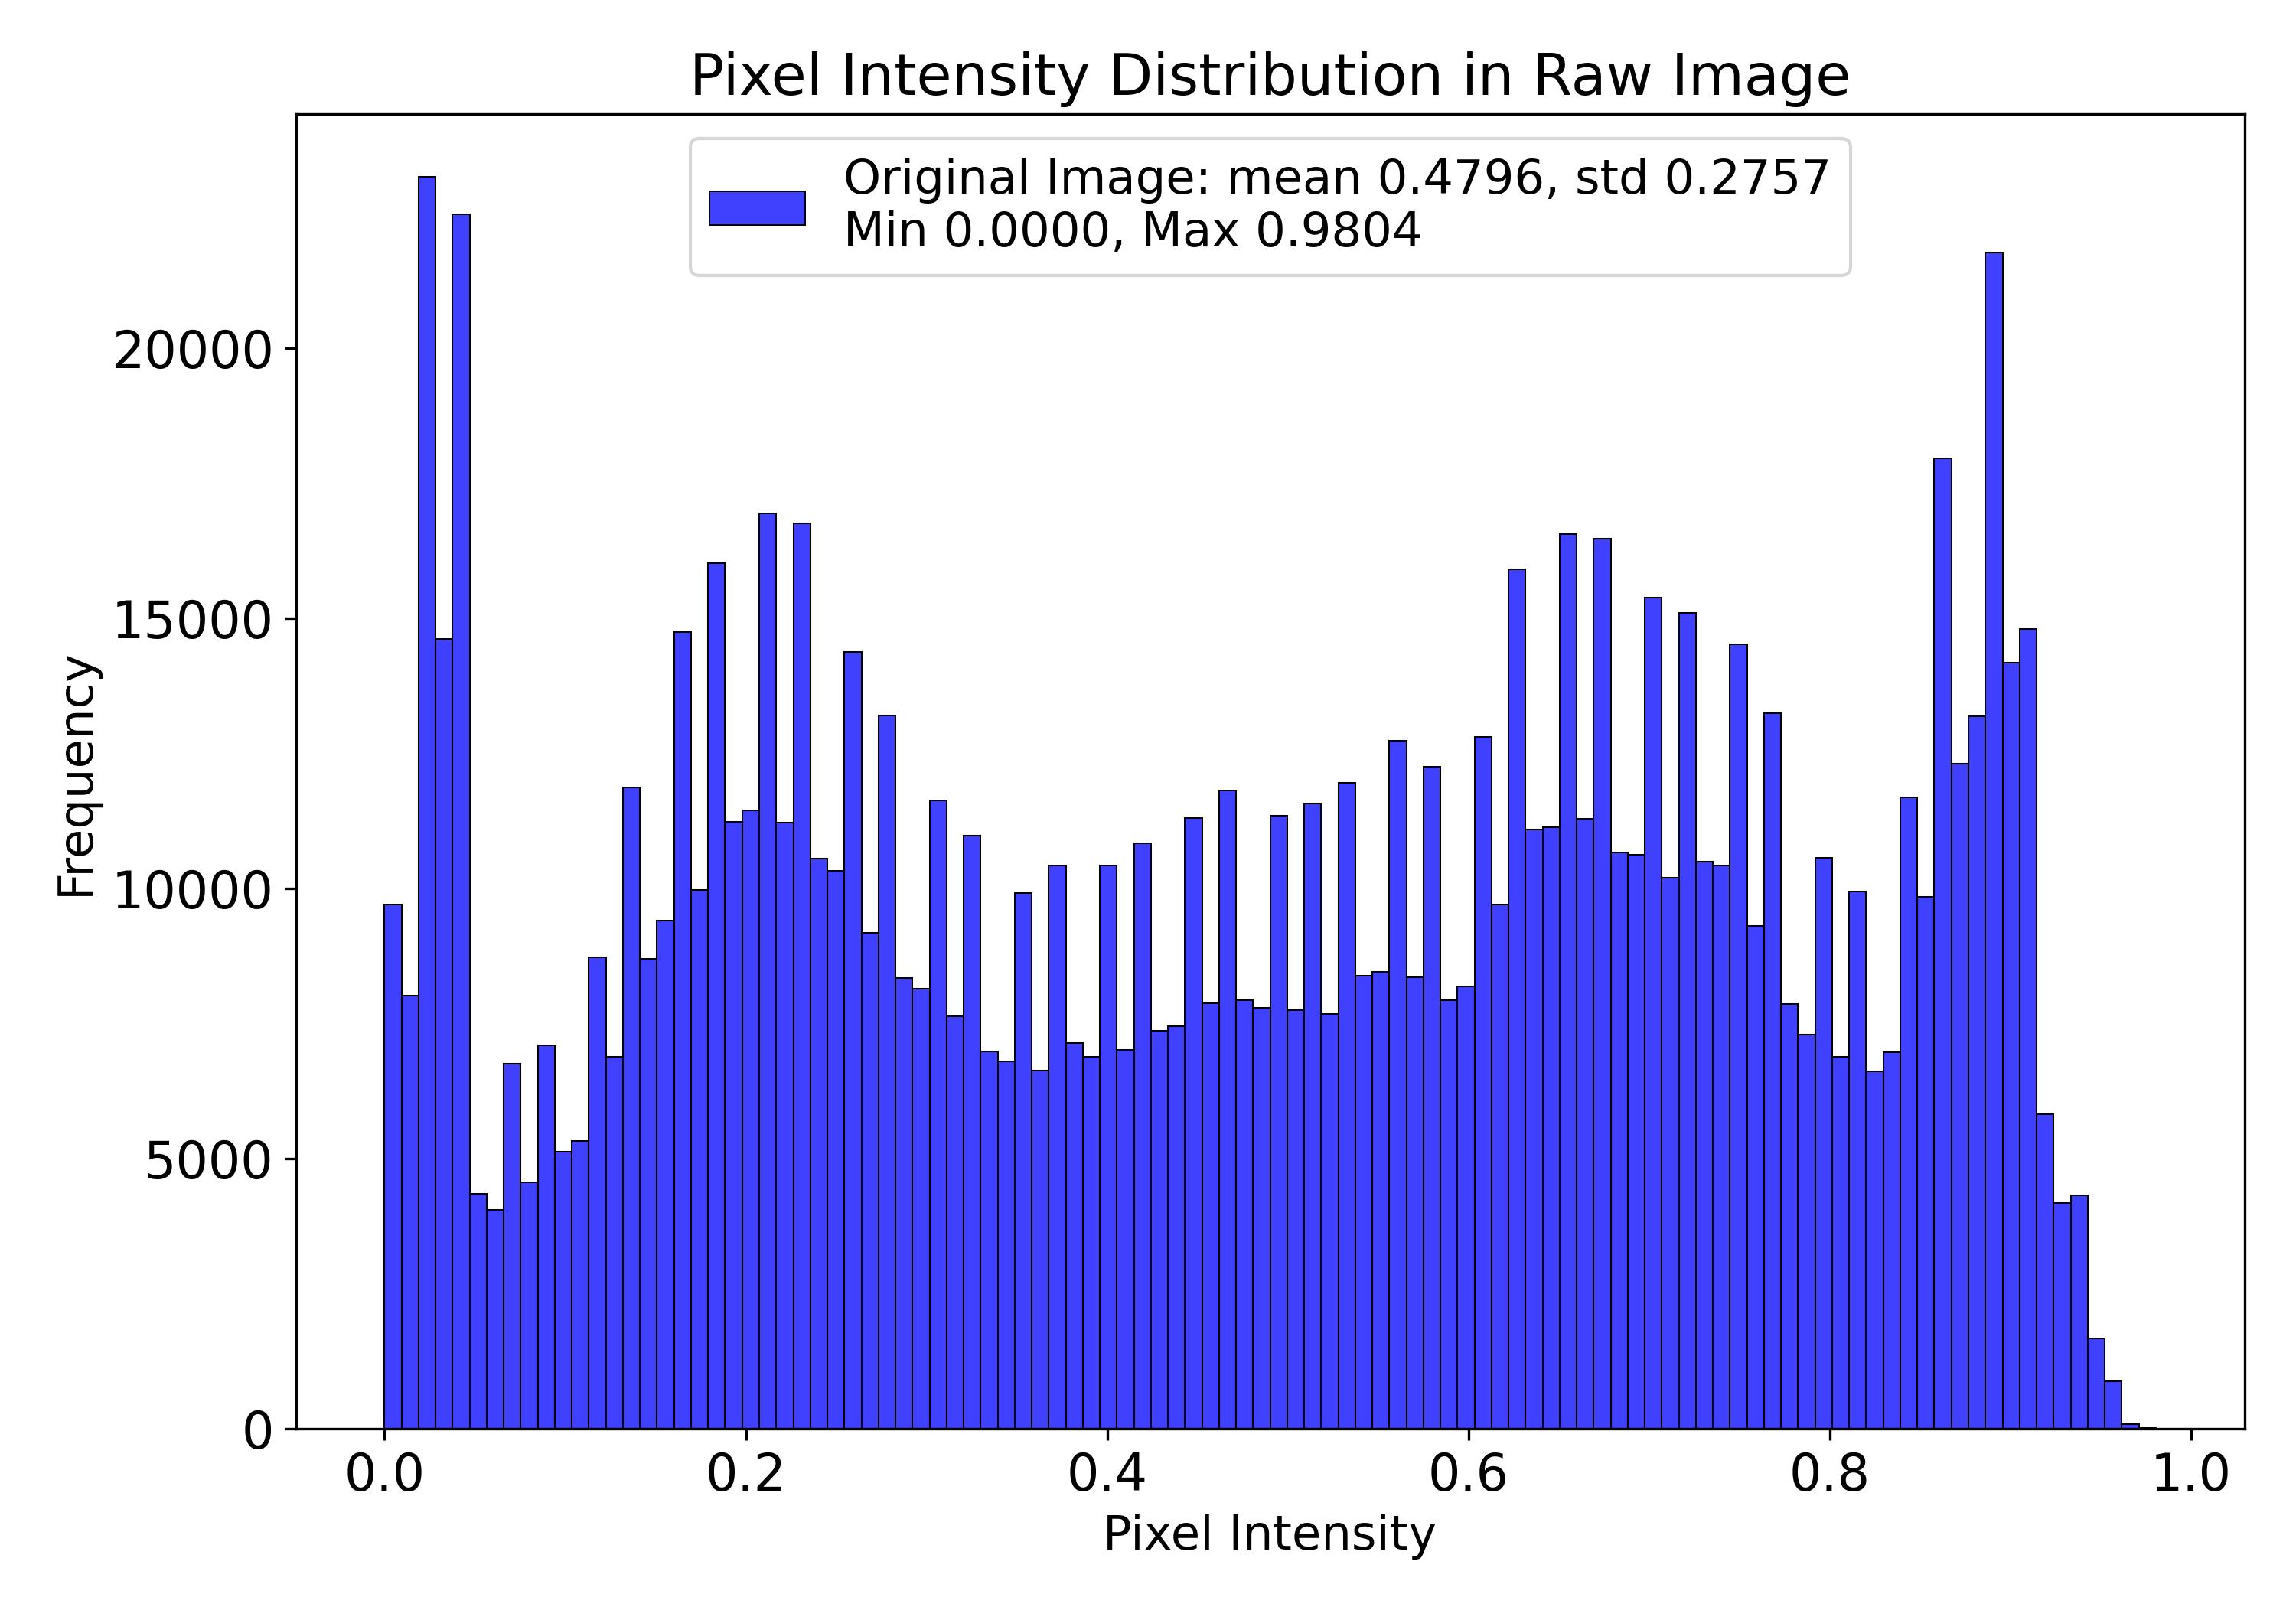 Pixel Intensity Distribution in Raw Image
Original Image: mean 0.4796, std 0.2757
Min 0.0000, Max 0.9804
Frequency
20000
15000
10000
5000
0
0.0 0.2 0.4 0.6 0.8 1.0
Pixel Intensity